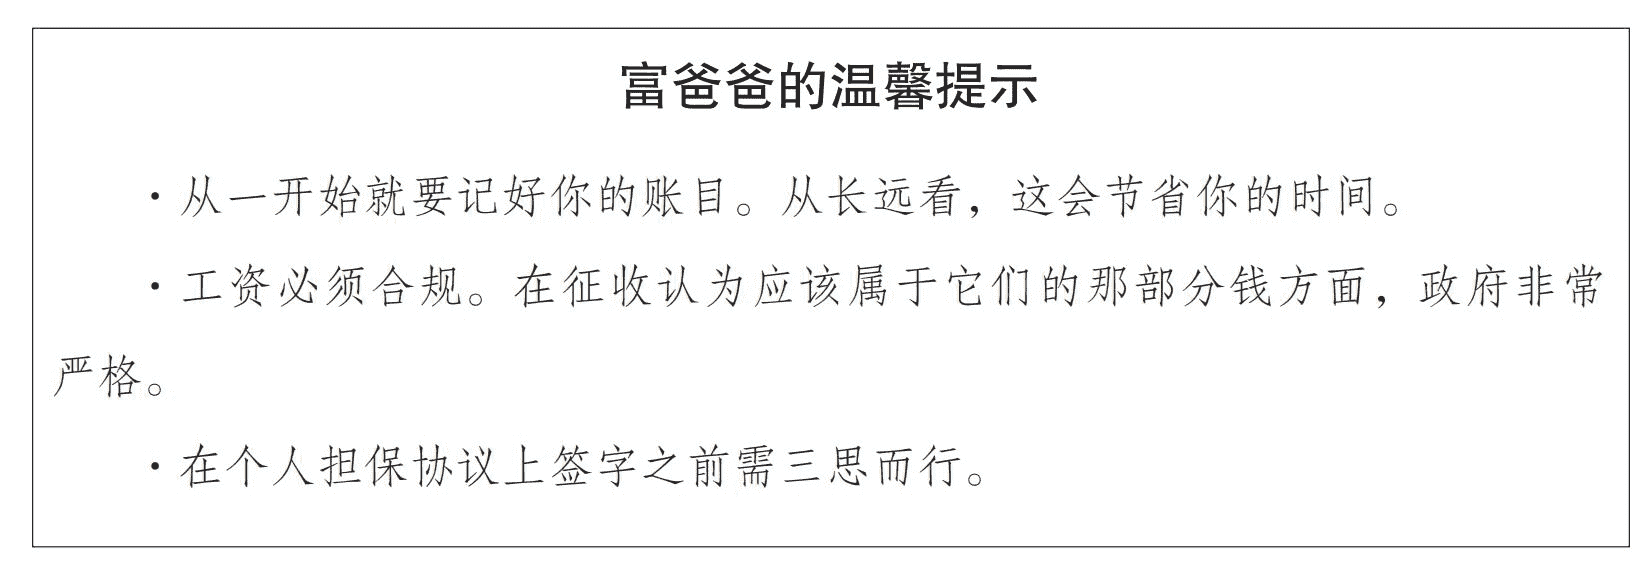 富爸爸的温馨提示
·从一开始就要记好你的账目。从长远看，这会节省你的时间。
·工资必须合规。在征收认为应该属于它们的那部分钱方面，政府非常
严格。
·在个人担保协议上签字之前需三思而行。